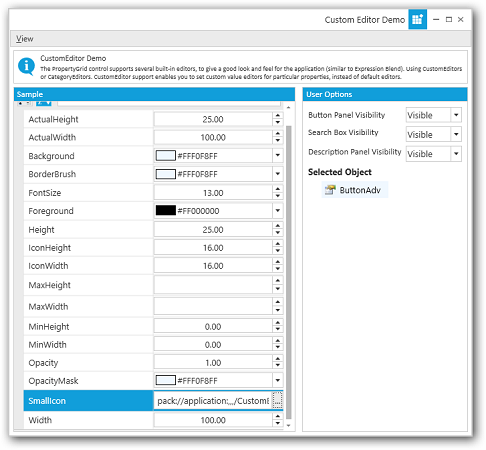 Custom Editor Demo
View
CustomEditor Demo
The PropertyGrid control supports several built-in editors, to give a good look and feel for the application (similar to Expression Blend). Using CustomEditors
or CategoryEditors. CustomEditor support enables you to set custom value editors for particular properties, instead of default editors.
Sample
ActualHeight 25.00
ActualWidth 100.00
Background #FFF0F8FF
BorderBrush #FFF0F8FF
FontSize 13.00
Foreground #FF000000
Height 25.00
IconHeight 16.00
IconWidth 16.00
MaxHeight
MaxWidth
MinHeight 0.00
MinWidth 0.00
Opacity 1.00
OpacityMask #FFF0F8FF
SmallIcon pack://application:,,,/CustomE ...
Width 100.00
User Options
Button Panel Visibility Visible
Search Box Visibility Visible
Description Panel Visibility Visible
Selected Object
ButtonAdv